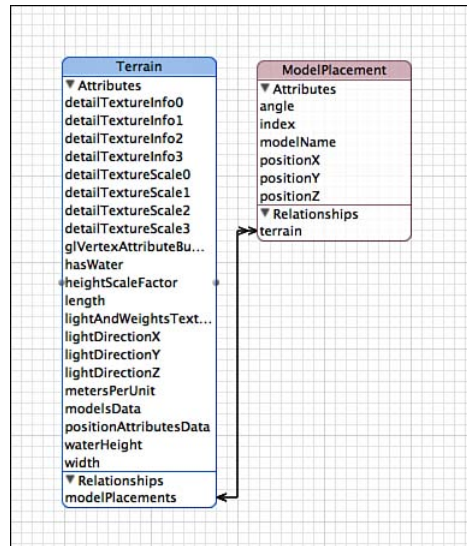 Terrain
Attributes
detailTextureInfo0
detailTextureInfo1
detailTextureInfo2
detailTextureInfo3
detailTextureScale0
detailTextureScale1
detailTextureScale2
detailTextureScale3
glVertexAttributeBu...
hasWater
heightScaleFactor
length
lightAndWeightsText...
lightDirectionX
lightDirectionY
lightDirectionZ
metersPerUnit
modelsData
positionAttributesData
waterHeight
width
Relationships
modelPlacements
ModelPlacement
Attributes
angle
index
modelName
positionX
positionY
positionZ
Relationships
terrain